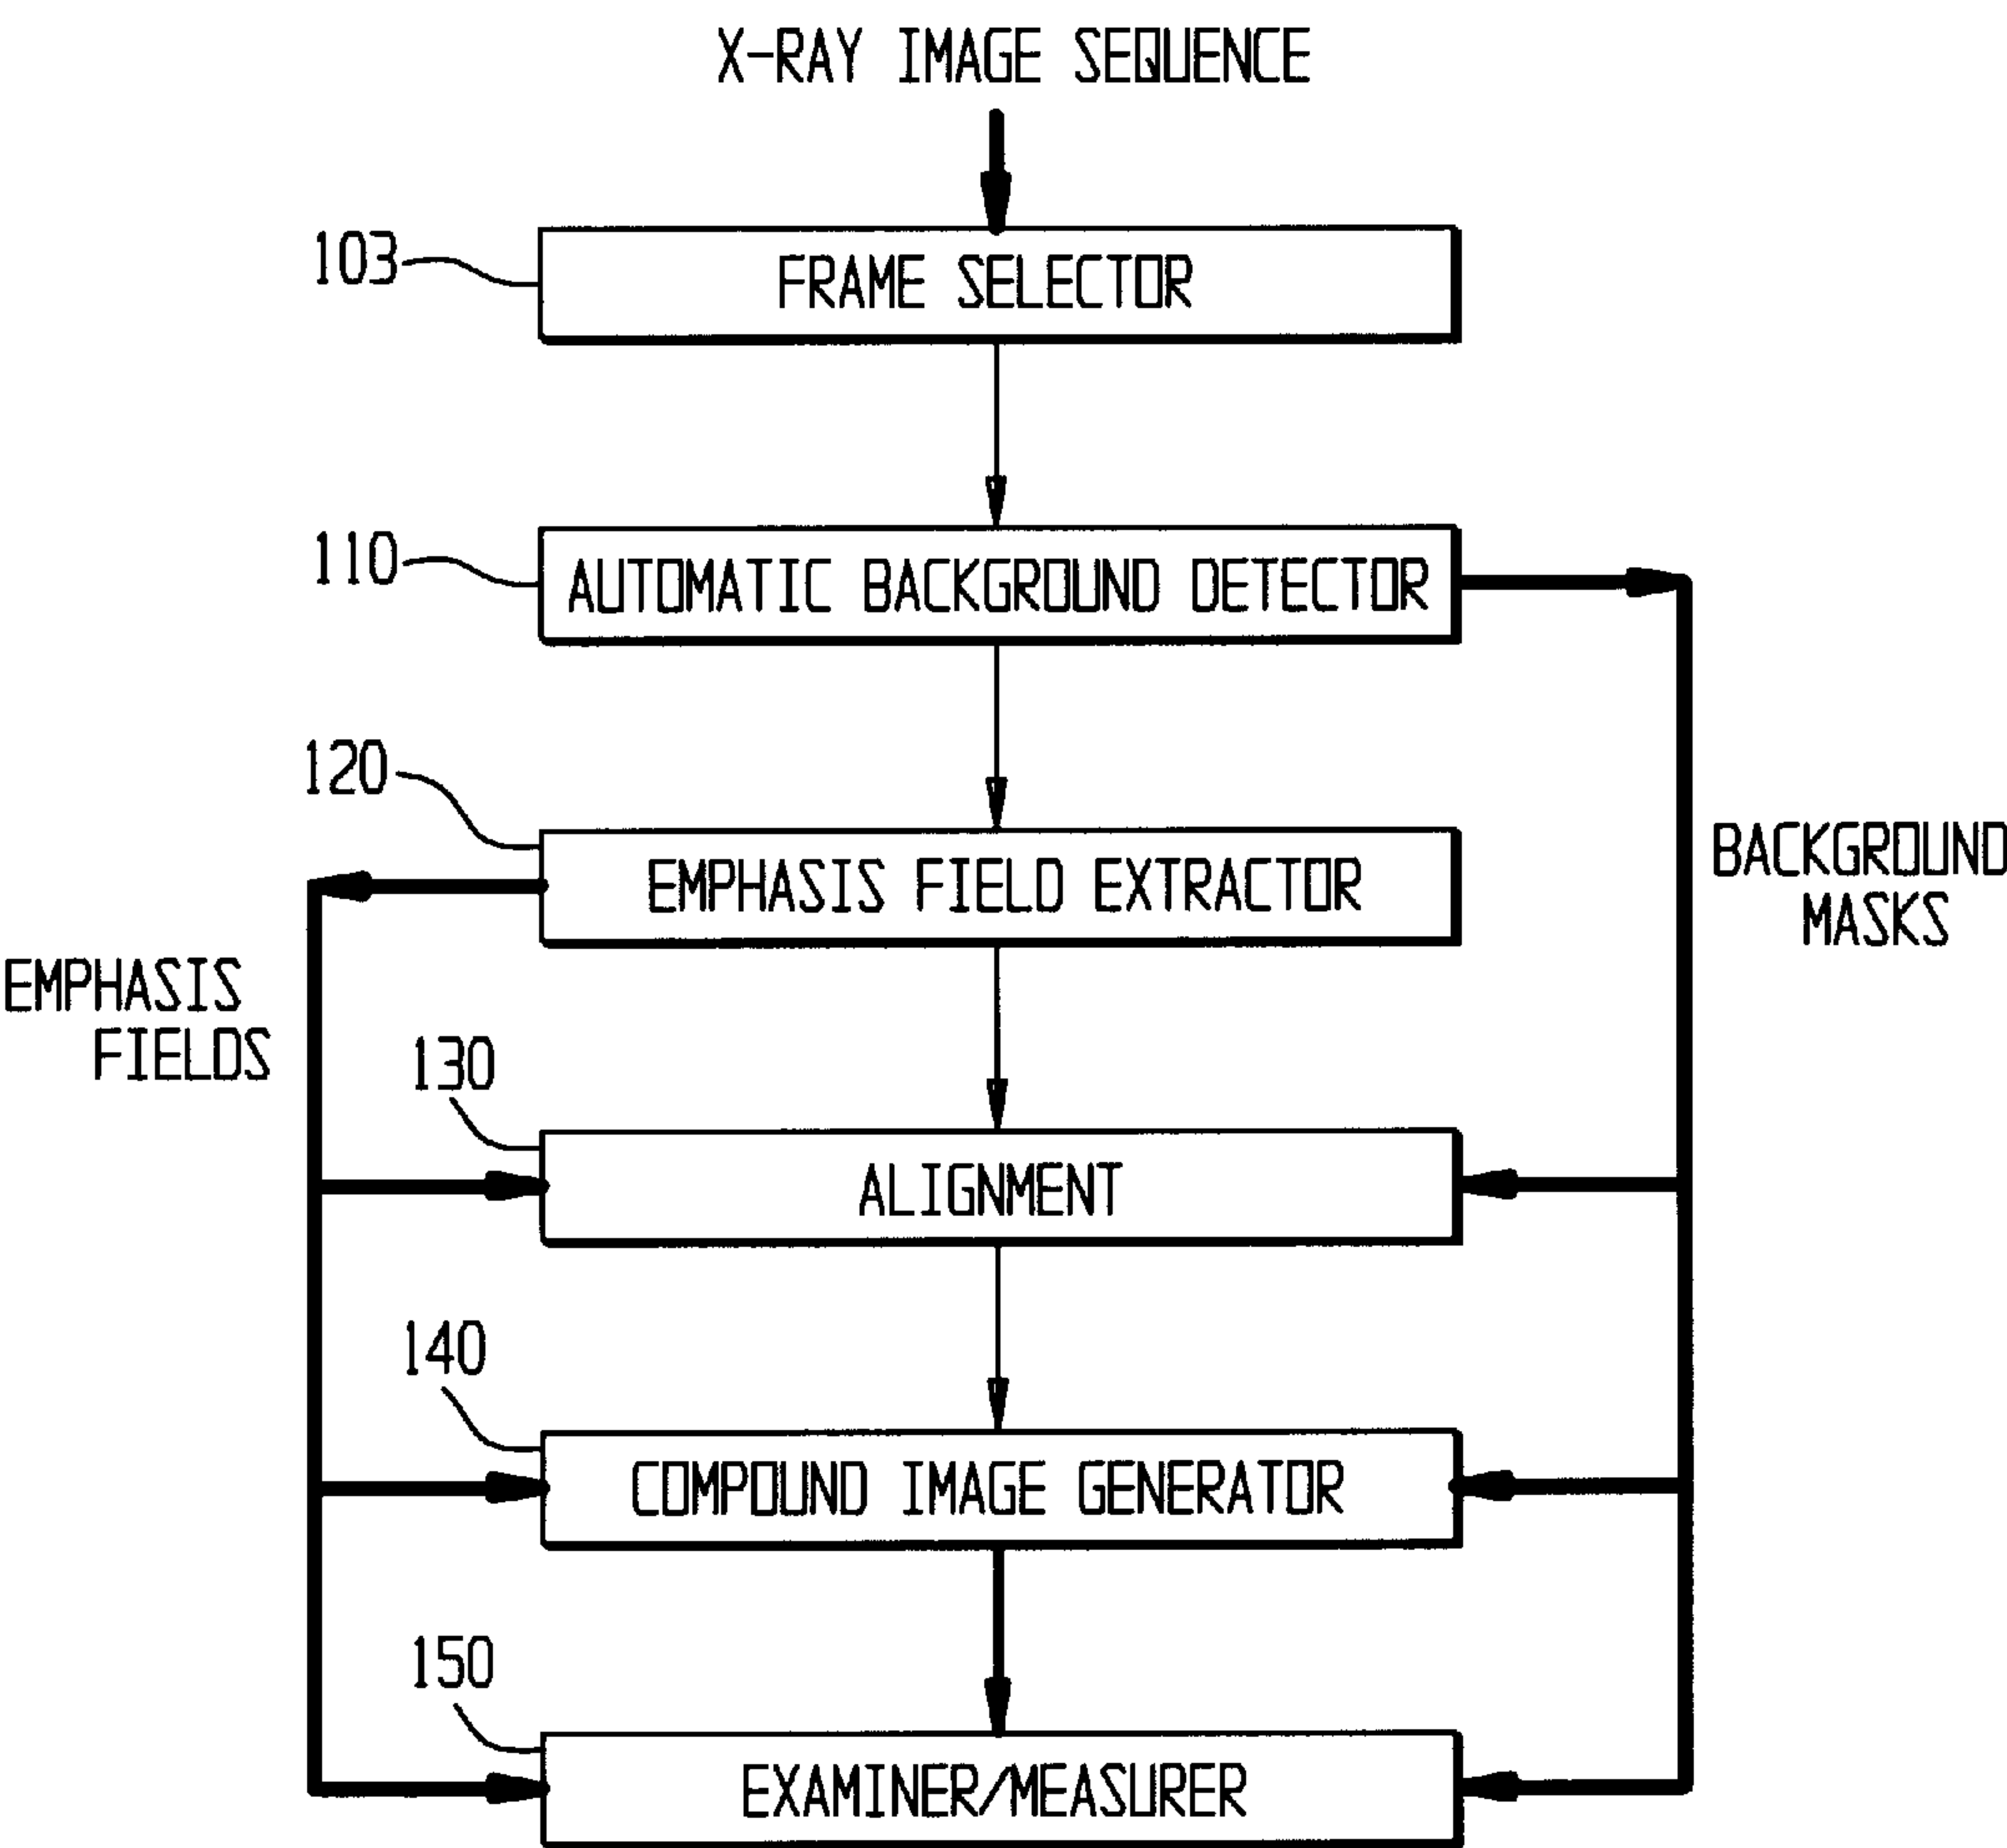 X-RAY IMAGE SEQUENCE
103
FRAME SELECTOR
110
AUTOMATIC BACKGROUND DETECTOR
120
EMPHASIS FIELD EXTRACTOR
BACKGROUND
MASKS
EMPHASIS
FIELDS
130
ALIGNMENT
140
COMPOUND IMAGE GENERATOR
150
EXAMINER/MEASURER